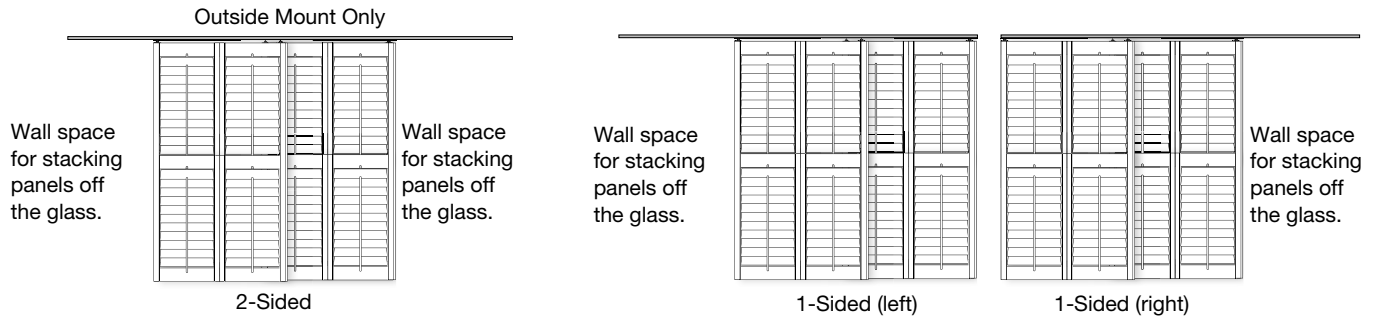 Outside Mount Only
Wall space
for stacking
panels off
the glass.
Wall space
for stacking
panels off
the glass.
2-Sided
Wall space
for stacking
panels off
the glass.
1-Sided (left)
1-Sided (right)
Wall space
for stacking
panels off
the glass.